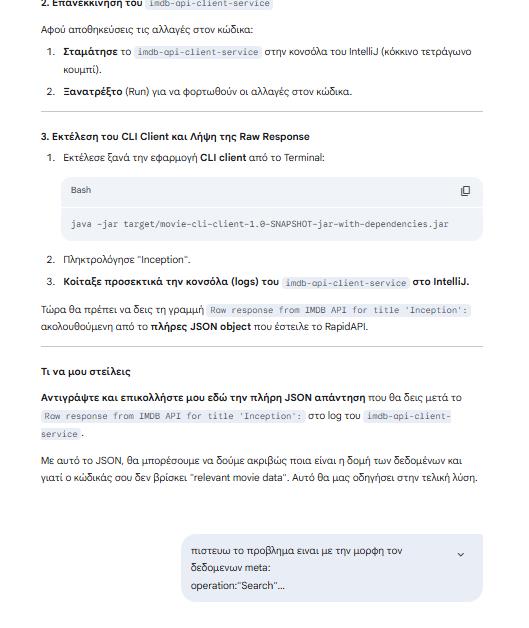 2. Επανεκκίνηση του imdb-api-client-service
Αφού αποθηκεύσεις τις αλλαγές στον κώδικα:
1. Σταμάτησε το imdb-api-client-service στην κονσόλα του IntelliJ (κόκκινο τετράγωνο
κουμπί).
2. Ξανατρέξτο (Run) για να φορτωθούν οι αλλαγές στον κώδικα.
3. Εκτέλεση του CLI Client και Λήψη της Raw Response
1. Εκτέλεσε ξανά την εφαρμογή CLI client από το Terminal:
Bash
java -jar target/movie-cli-client-1.0-SNAPSHOT-jar-with-dependencies.jar
2. Πληκτρολόγησε "Inception".
3. Κοίταξε προσεκτικά την κονσόλα (logs) του imdb-api-client-service στο IntelliJ.
Τώρα θα πρέπει να δεις τη γραμμή Raw response from IMDB API for title 'Inception':
ακολουθούμενη από το πλήρες JSON object που έστειλε το RapidAPI.
Τι να μου στείλεις
Αντιγράψτε και επικολλήστε μου εδώ την πλήρη JSON απάντηση που θα δεις μετά το
Raw response from IMDB API for title 'Inception': στο log του imdb-api-client-
service .
Με αυτό το JSON, θα μπορέσουμε να δούμε ακριβώς ποια είναι η δομή των δεδομένων και
γιατί ο κώδικάς σου δεν βρίσκει "relevant movie data". Αυτό θα μας οδηγήσει στην τελική λύση.
πιστευω το προβλημα ειναι με την μορφη τον
δεδομενων meta:
operation:"Search"...